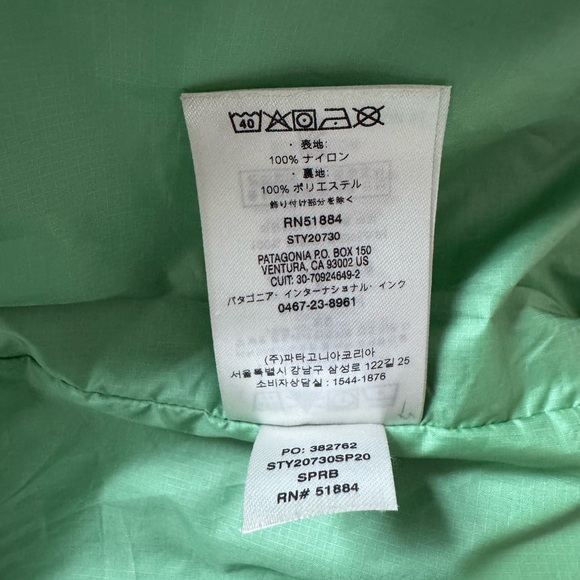 40
・ 表地:
100% ナイロン
・ 裏地:
100% ポリエステル
飾り付け部分を除く
RN51884
STY20730
PATAGONIA P.O. BOX 150
VENTURA, CA 93002 US
CUIT: 30-70924649-2
パタゴニア・インターナショナル・インク
0467-23-8961
(주)파타고니아코리아
서울특별시 강남구 삼성로 122길 25
소비자상담실 : 1544-1876
PO: 382762
STY20730SP20
SPRB
RN# 51884